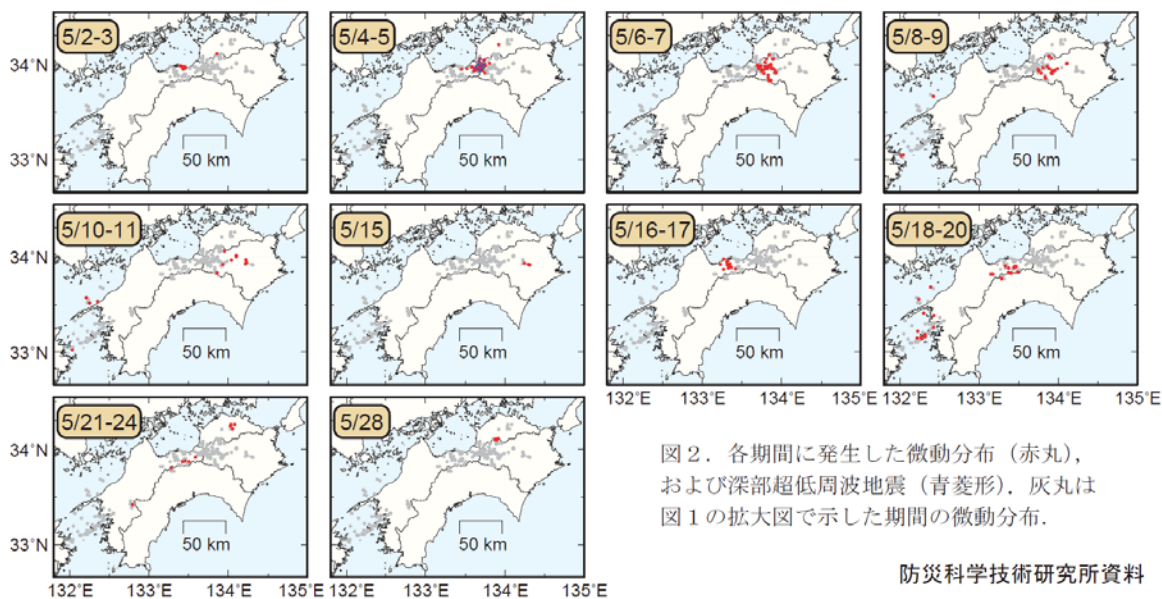 5/2-3
5/4-5
5/6-7
5/8-9
34°N
33°N
50 km
50 km
50 km
50 km
5/10-11
5/15
5/16-17
5/18-20
34°N
33°N
50 km
50 km
50 km
50 km
132°E 133°E 134°E 135°E 132°E 133°E 134°E 135°E
5/21-24
5/28
34°N
33°N
50 km
50 km
132°E 133°E 134°E 135°E 132°E 133°E 134°E 135°E
図2．各期間に発生した微動分布（赤丸），
および深部超低周波地震（青菱形）．灰丸は
図1の拡大図で示した期間の微動分布．
防災科学技術研究所資料